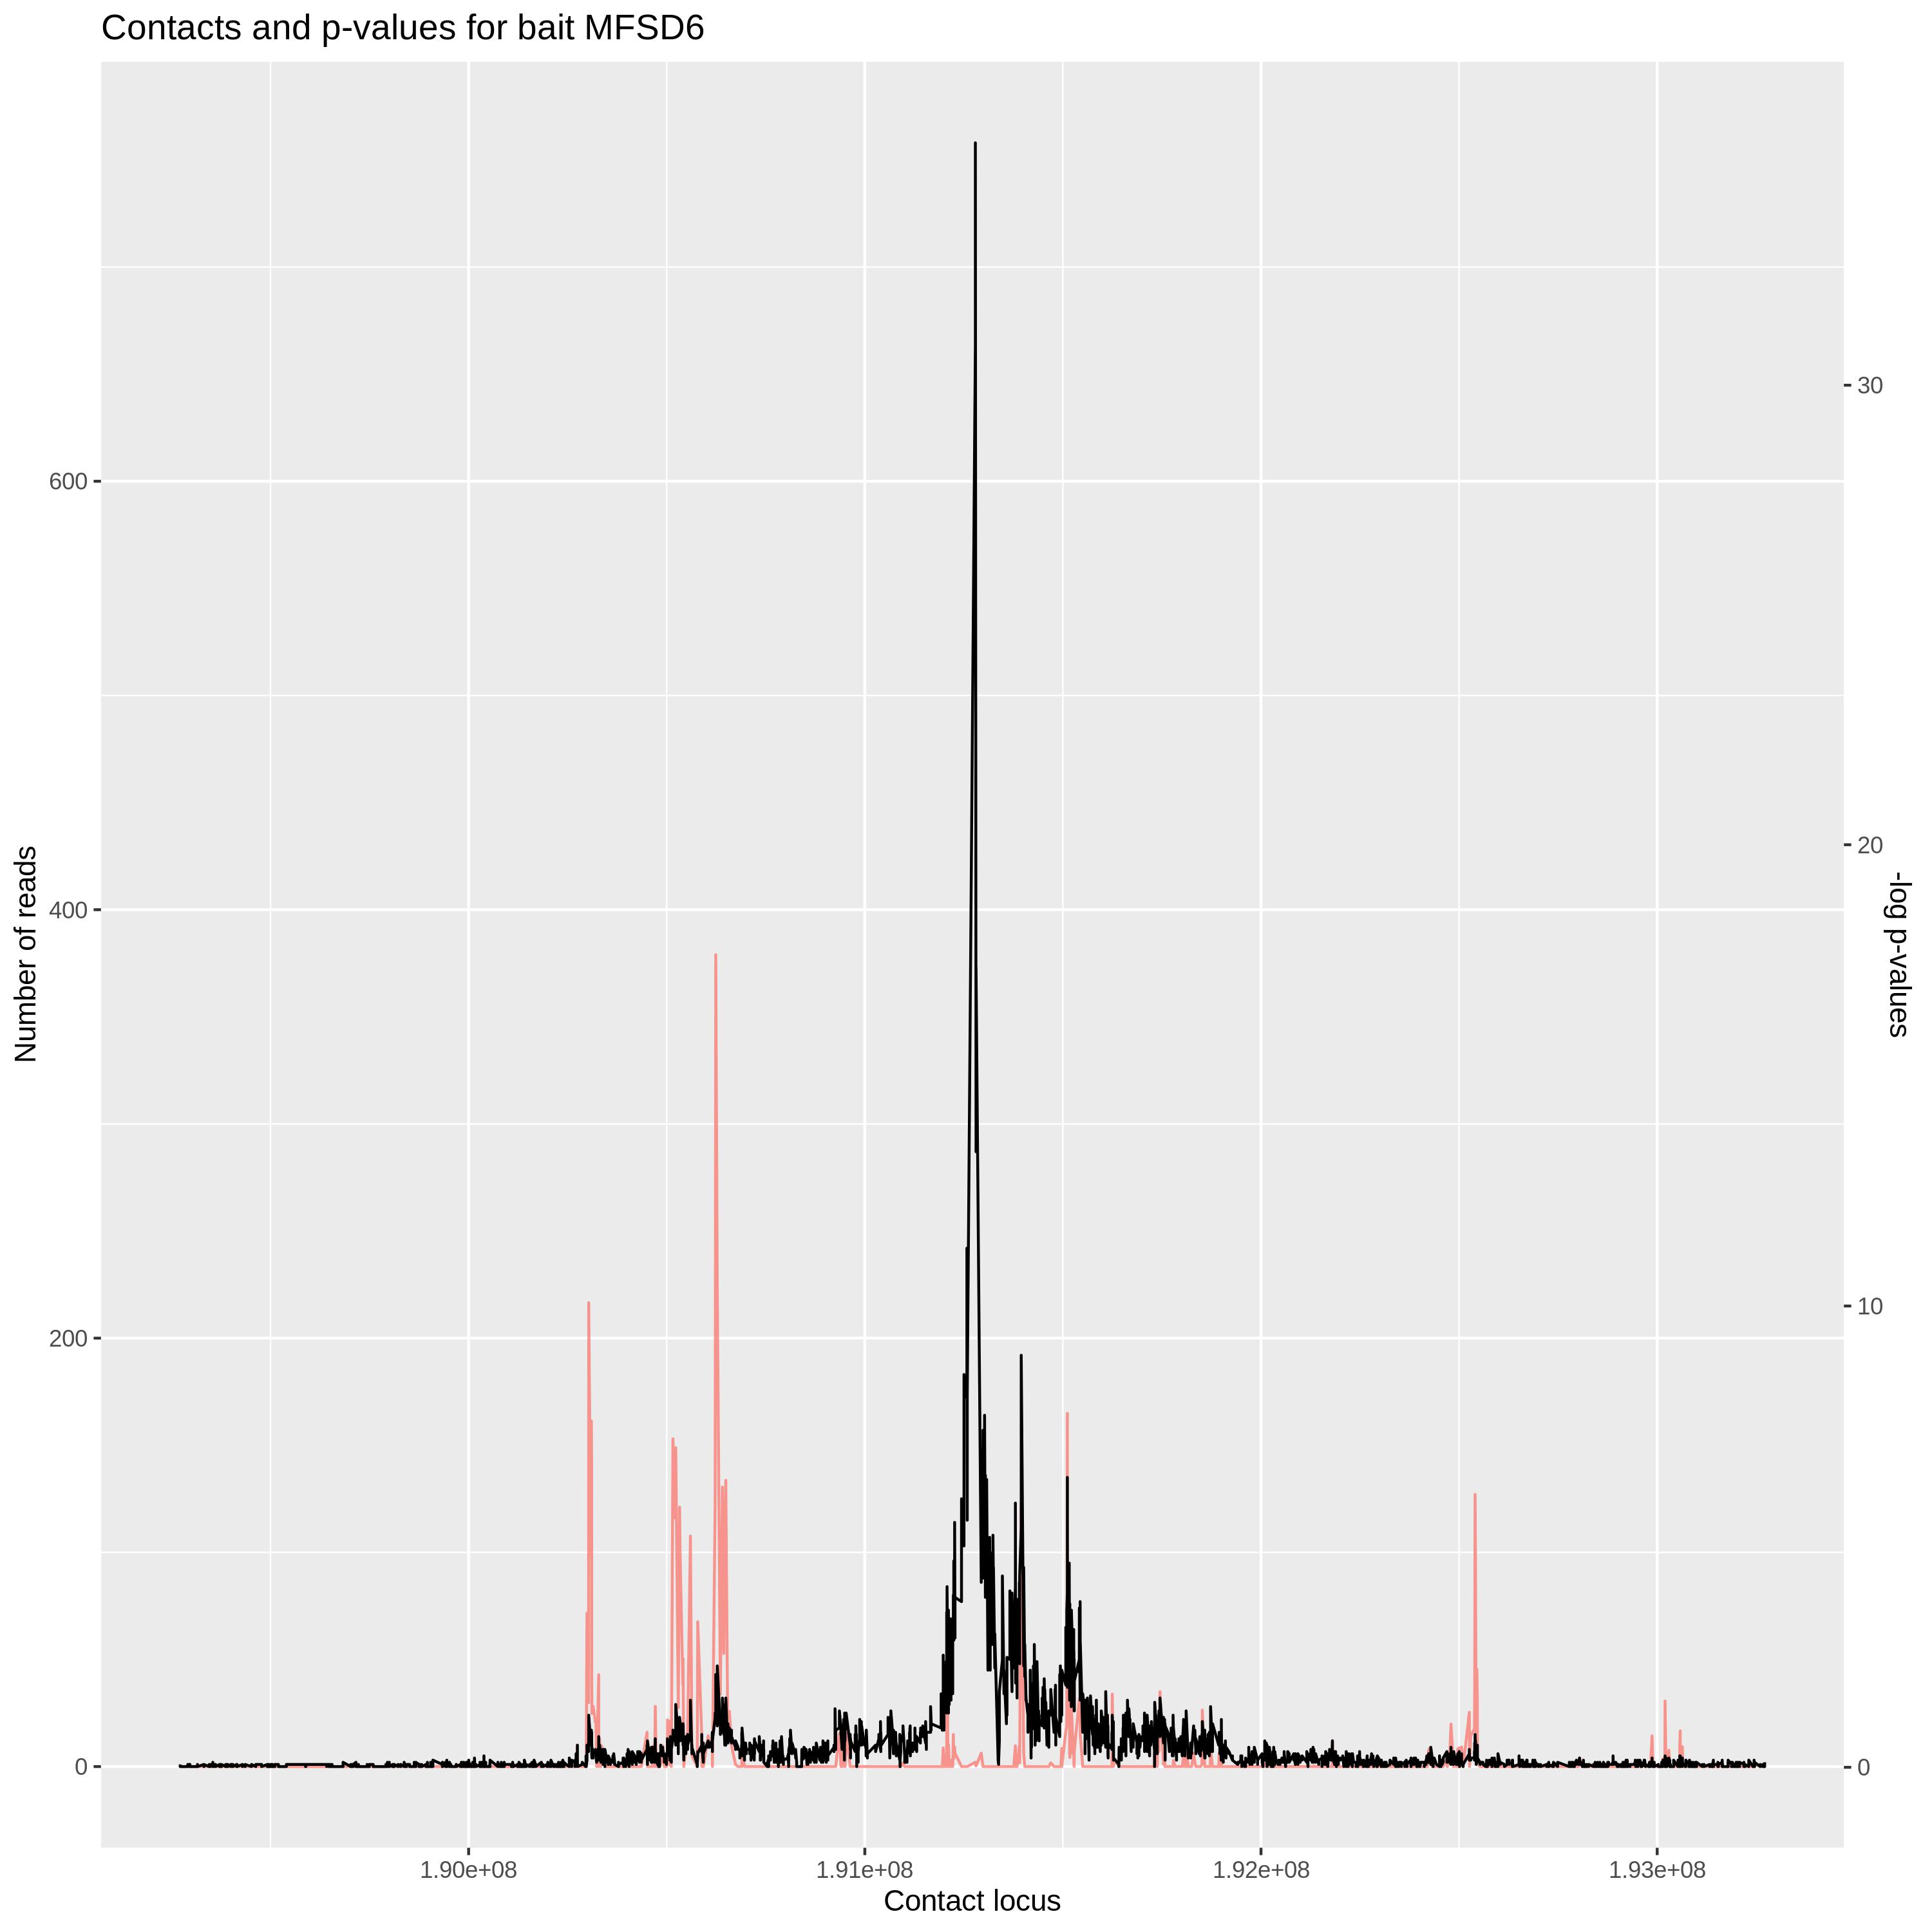 Contacts and p-values for bait MFSD6
Number of reads
600
400
200
0
30
20
10
0
-log p-values
1.90e+08
1.91e+08
1.92e+08
1.93e+08
Contact locus